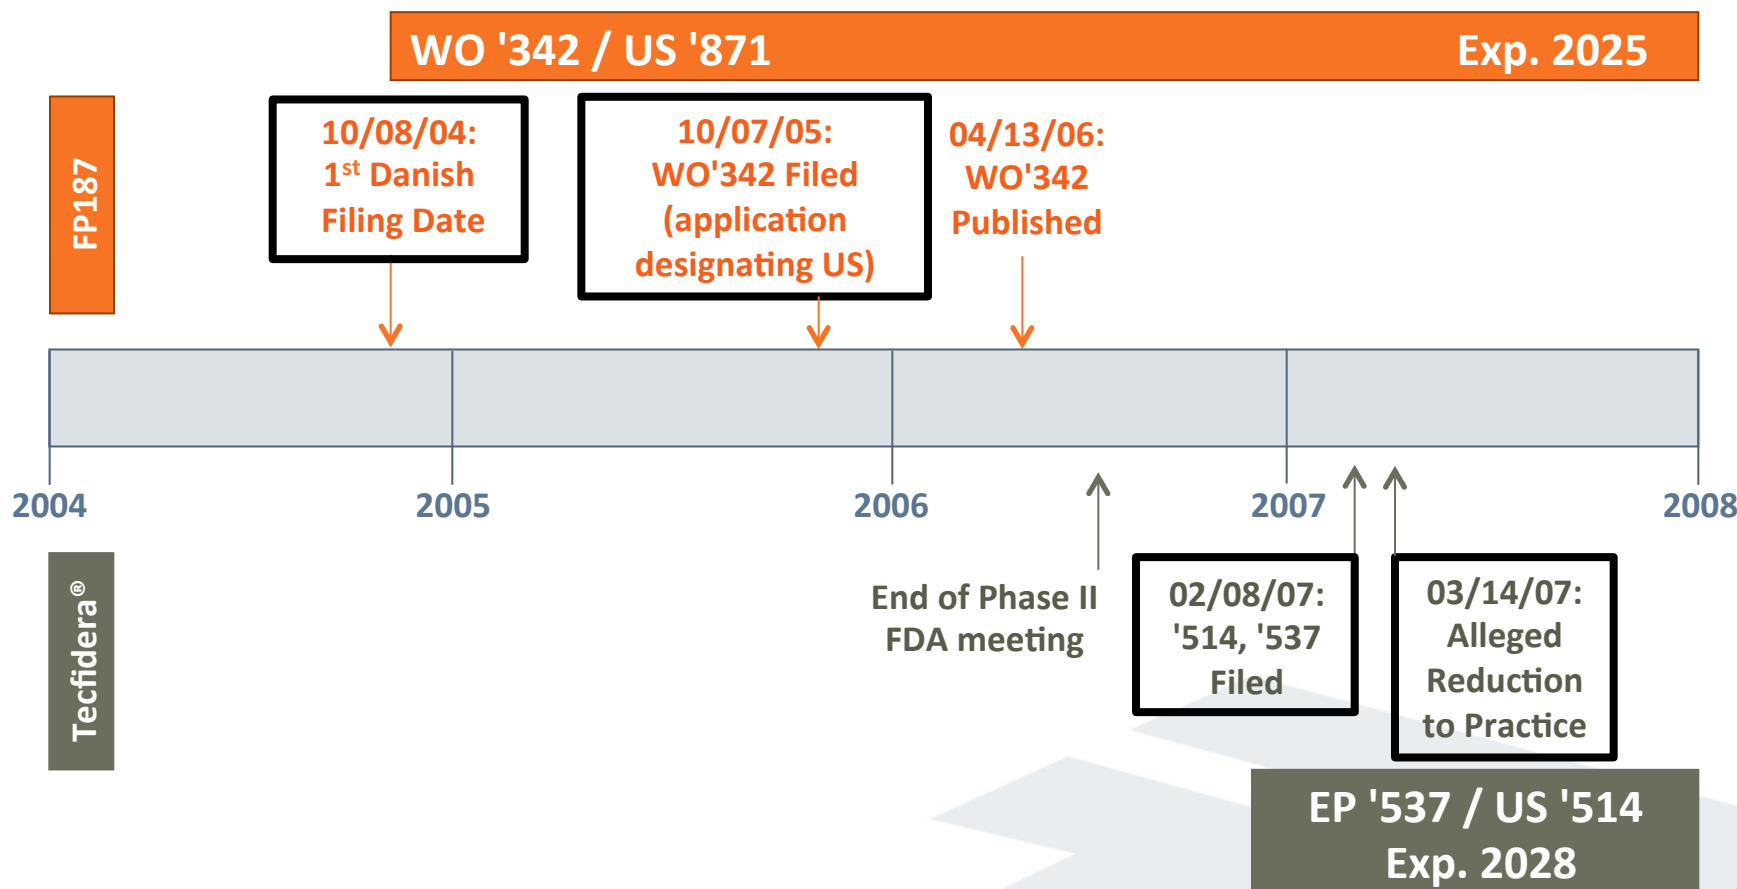 WO '342 / US '871 Exp. 2025
FP187
10/08/04:
1st Danish
Filing Date
10/07/05:
WO'342 Filed
(application
designating US)
04/13/06:
WO'342
Published
2004 2005 2006 2007 2008
Tecfidera®
End of Phase II
FDA meeting
02/08/07:
'514, '537
Filed
03/14/07:
Alleged
Reduction
to Practice
EP '537 / US '514
Exp. 2028